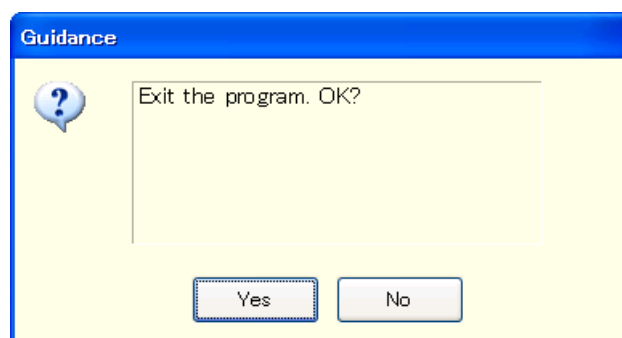 Guidance
Exit the program. OK?
Yes No